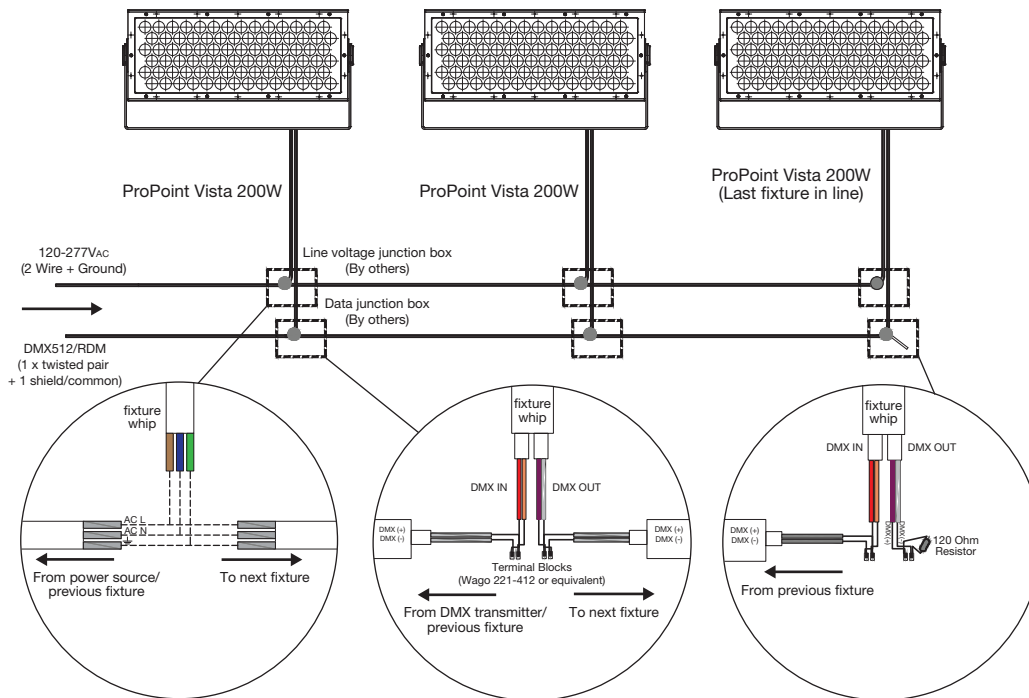 ProPoint Vista 200W
ProPoint Vista 200W
ProPoint Vista 200W
(Last fixture in line)
120-277VAC
(2 Wire + Ground)
Line voltage junction box
(By others)
Data junction box
(By others)
DMX512/RDM
(1 x twisted pair
+ 1 shield/common)
fixture
whip
AC L
AC N
From power source/
previous fixture
To next fixture
fixture
whip
DMX IN
DMX OUT
DMX (+)
DMX (-)
DMX (+)
DMX (-)
Terminal Blocks
(Wago 221-412 or equivalent)
From DMX transmitter/
previous fixture
To next fixture
fixture
whip
DMX IN
DMX OUT
DMX (+)
DMX (-)
DMX (+)
120 Ohm
Resistor
From previous fixture